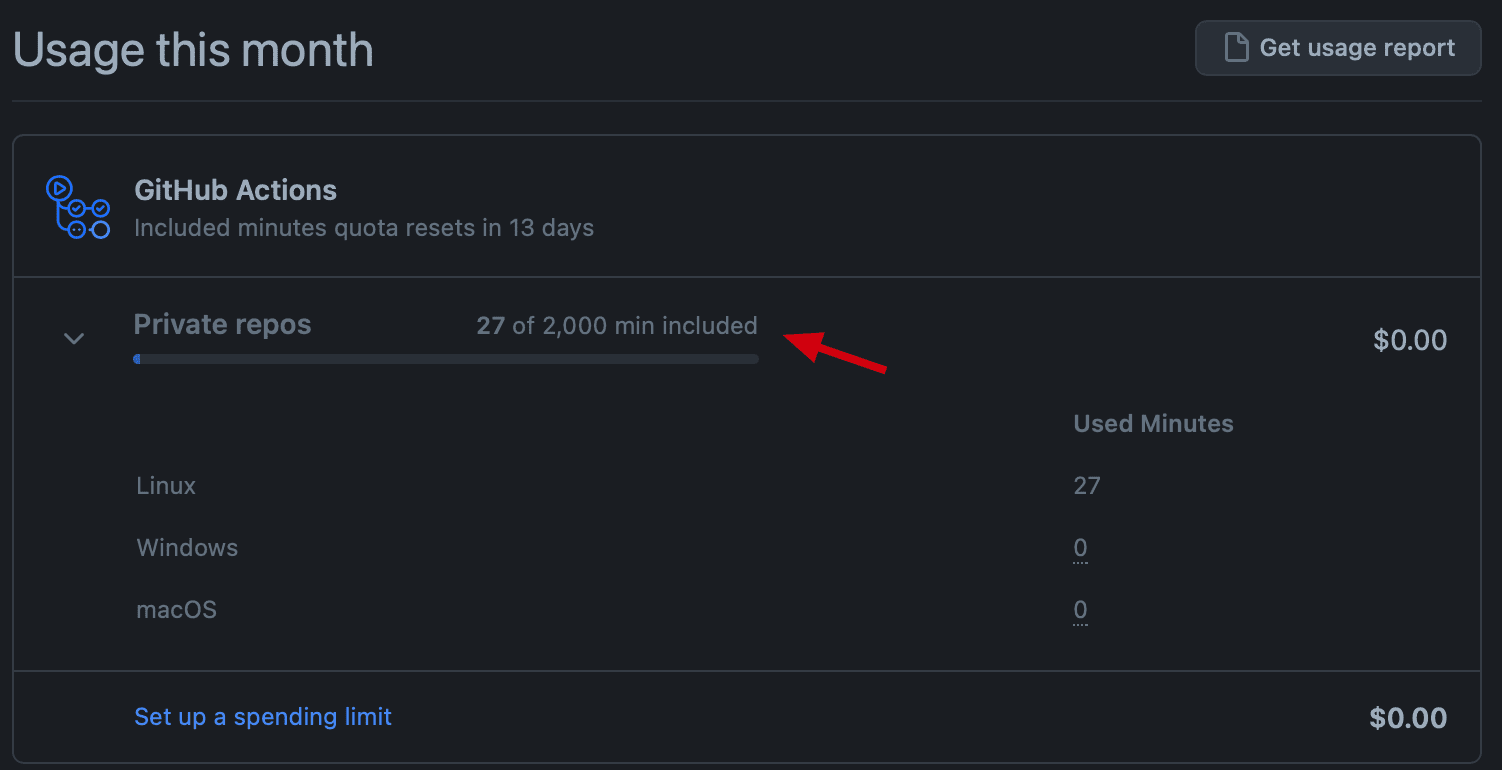 Usage this month
Get usage report
GitHub Actions
Included minutes quota resets in 13 days
Private repos
27 of 2,000 min included
$0.00
Used Minutes
Linux 27
Windows 0
macOS 0
Set up a spending limit
$0.00